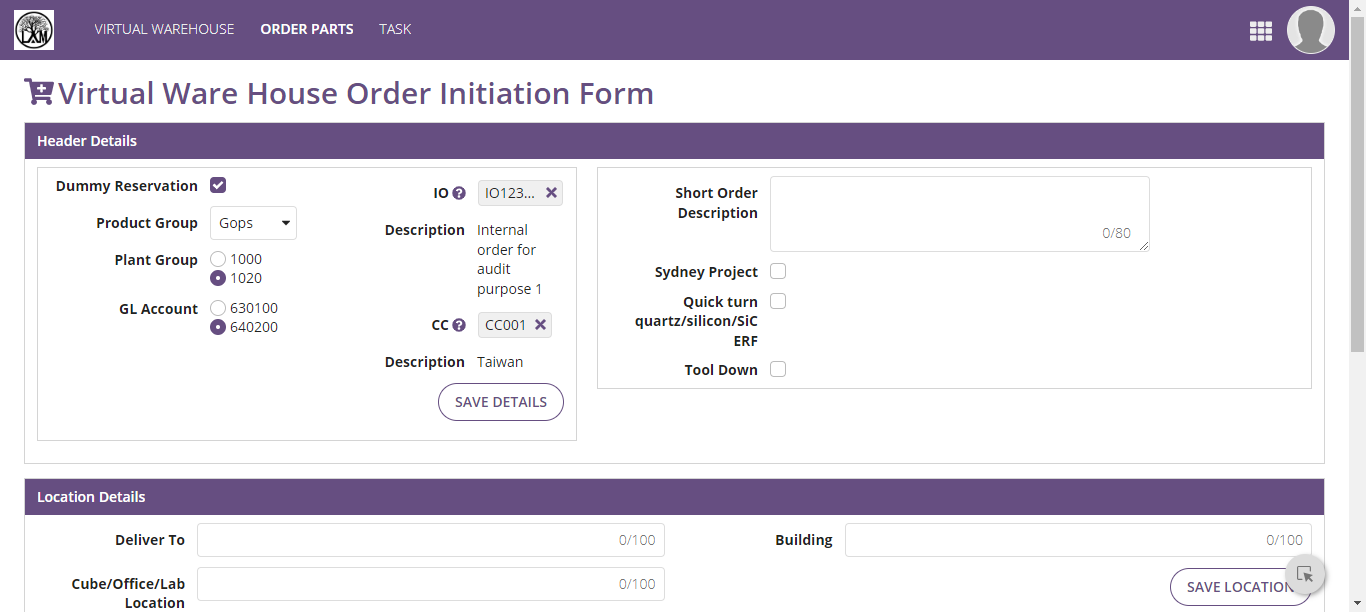 LXM
VIRTUAL WAREHOUSE ORDER PARTS TASK
Virtual Ware House Order Initiation Form
Header Details
Dummy Reservation
Product Group Gops
Plant Group 1000
1020
GL Account 630100
640200
IO IO123...
Description Internal
order for
audit
purpose 1
CC CC001
Description Taiwan
SAVE DETAILS
Short Order
Description
0/80
Sydney Project
Quick turn
quartz/silicon/SiC
ERF
Tool Down
Location Details
Deliver To 0/100
Building 0/100
Cube/Office/Lab
Location
0/100
SAVE LOCATION